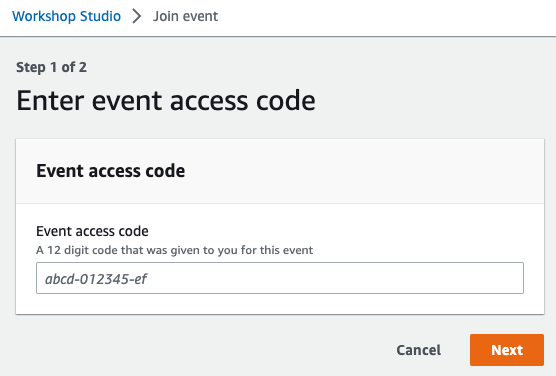 Workshop Studio > Join event
Step 1 of 2
Enter event access code
Event access code
Event access code
A 12 digit code that was given to you for this event
abcd-012345-ef
Cancel Next